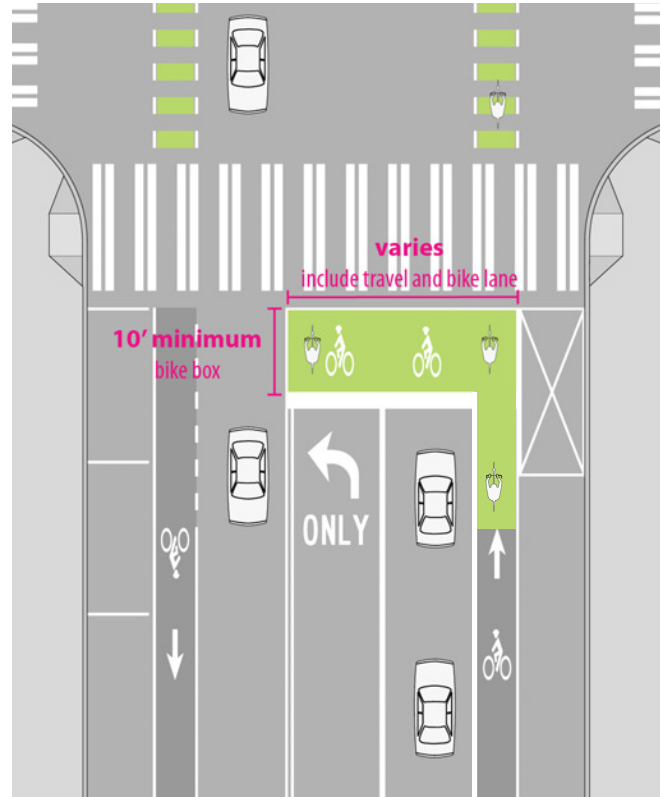 varies
include travel and bike lane
10' minimum
bike box
ONLY